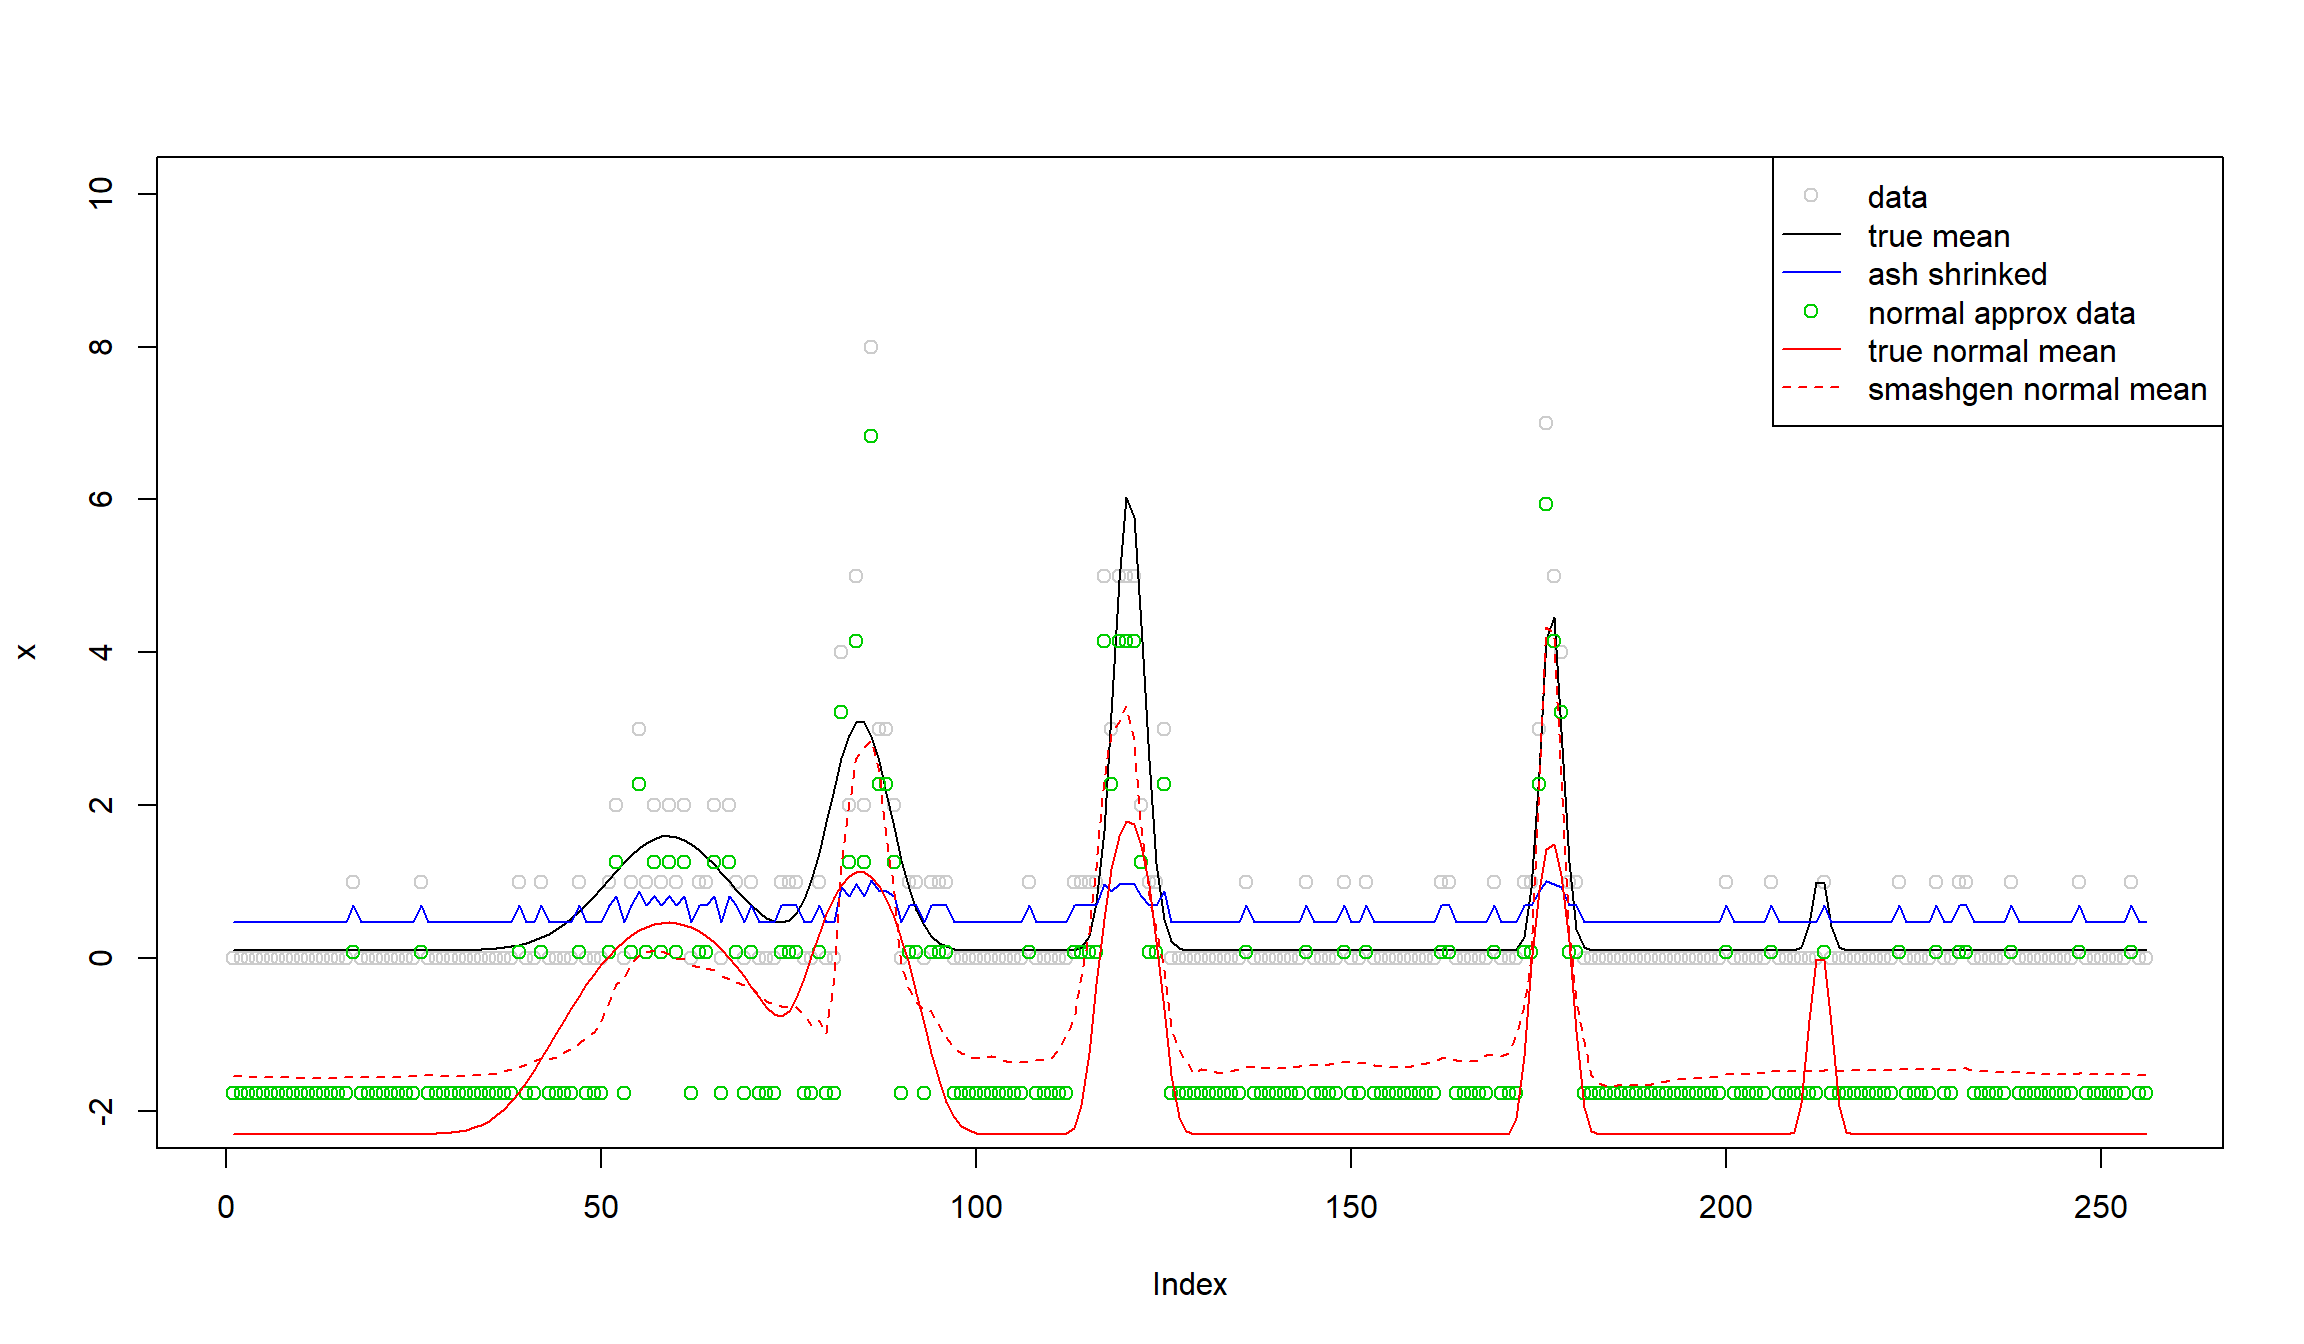 data
true mean
ash shrinked
normal approx data
true normal mean
smashgen normal mean
10
8
6
4
2
0
-2
x
0 50 100 150 200 250
Index